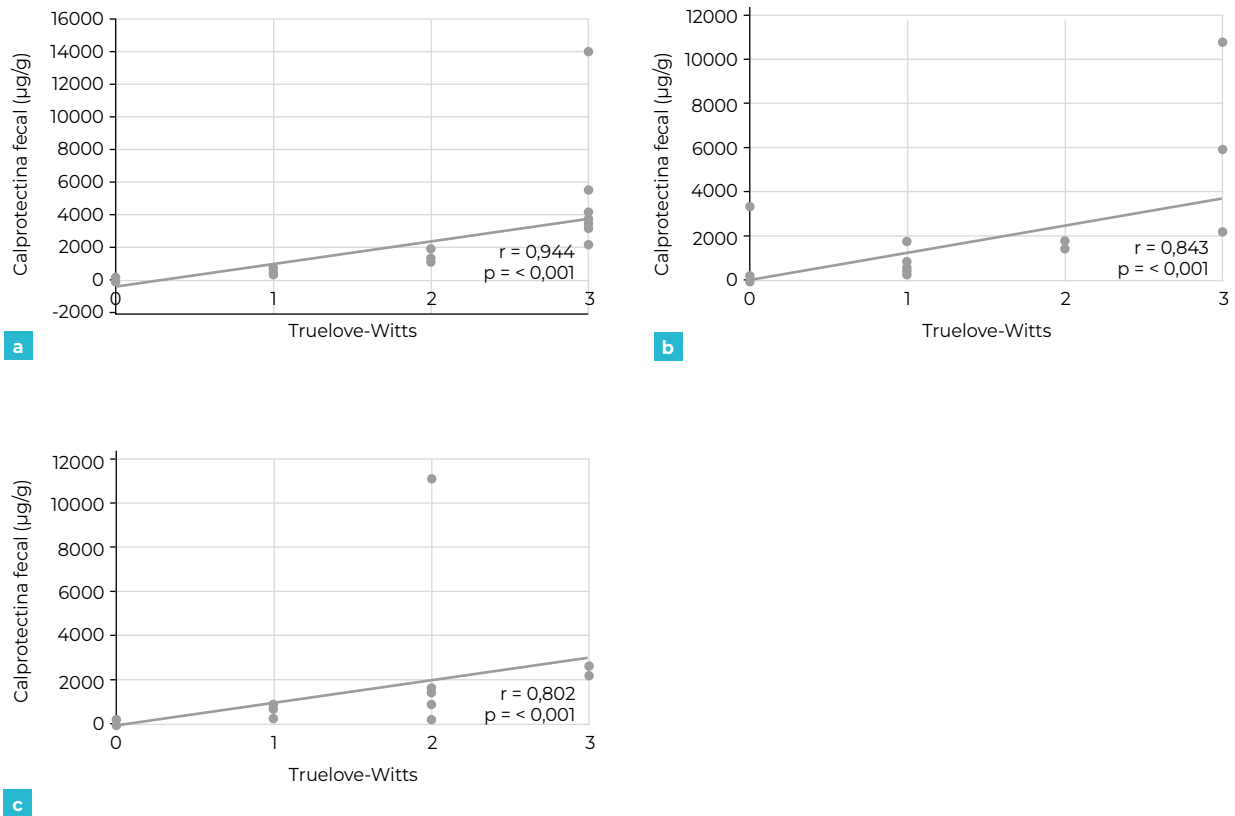 Calprotectina fecal (µg/g)
16000
14000
12000
10000
8000
6000
4000
2000
0
-2000
r = 0,944
p = < 0,001
0 1 2 3
Truelove-Witts
a
Calprotectina fecal (µg/g)
12000
10000
8000
6000
4000
2000
0
r = 0,843
p = < 0,001
0 1 2 3
Truelove-Witts
b
Calprotectina fecal (µg/g)
12000
10000
8000
6000
4000
2000
0
r = 0,802
p = < 0,001
0 1 2 3
Truelove-Witts
c